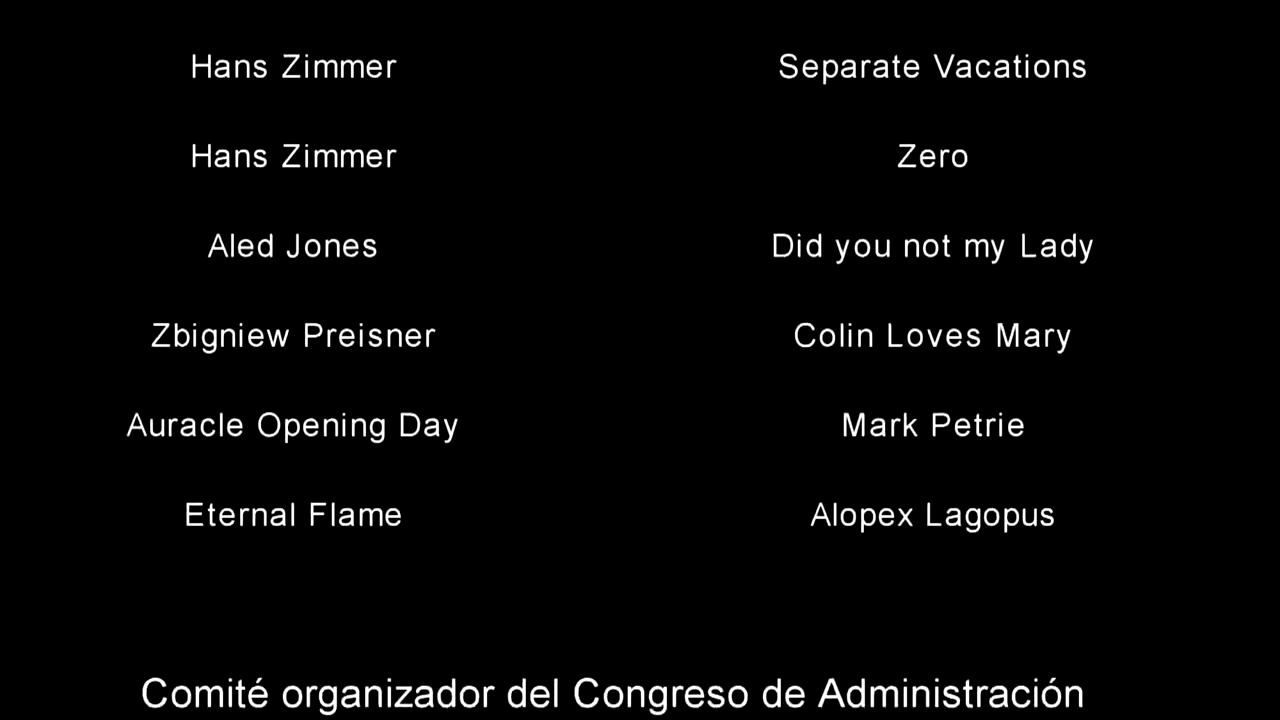 Hans Zimmer Separate Vacations
Hans Zimmer Zero
Aled Jones Did you not my Lady
Zbigniew Preisner Colin Loves Mary
Auracle Opening Day Mark Petrie
Eternal Flame Alopex Lagopus
Comité organizador del Congreso de Administración